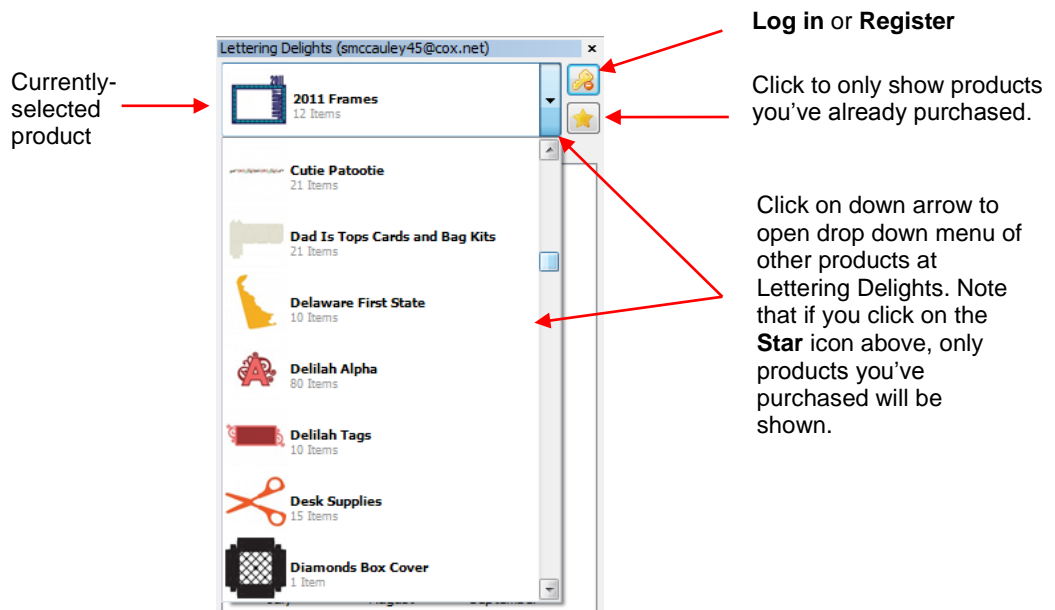 Log in or Register
Lettering Delights (smccauley45@cox.net)
Currently-
selected
product
2011
JANUARY
2011 Frames
12 Items
Click to only show products
you've already purchased.
Cutie Patootie
21 Items
Dad Is Tops Cards and Bag Kits
21 Items
Delaware First State
10 Items
Delilah Alpha
80 Items
Delilah Tags
10 Items
Desk Supplies
15 Items
Diamonds Box Cover
1 Item
Click on down arrow to
open drop down menu of
other products at
Lettering Delights. Note
that if you click on the
Star icon above, only
products you've
purchased will be
shown.